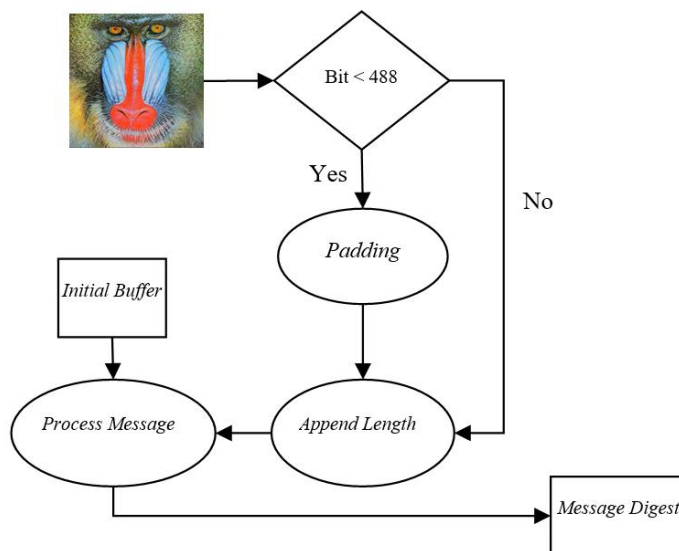 Bit < 488
Yes
No
Padding
Initial Buffer
Process Message
Append Length
Message Digest